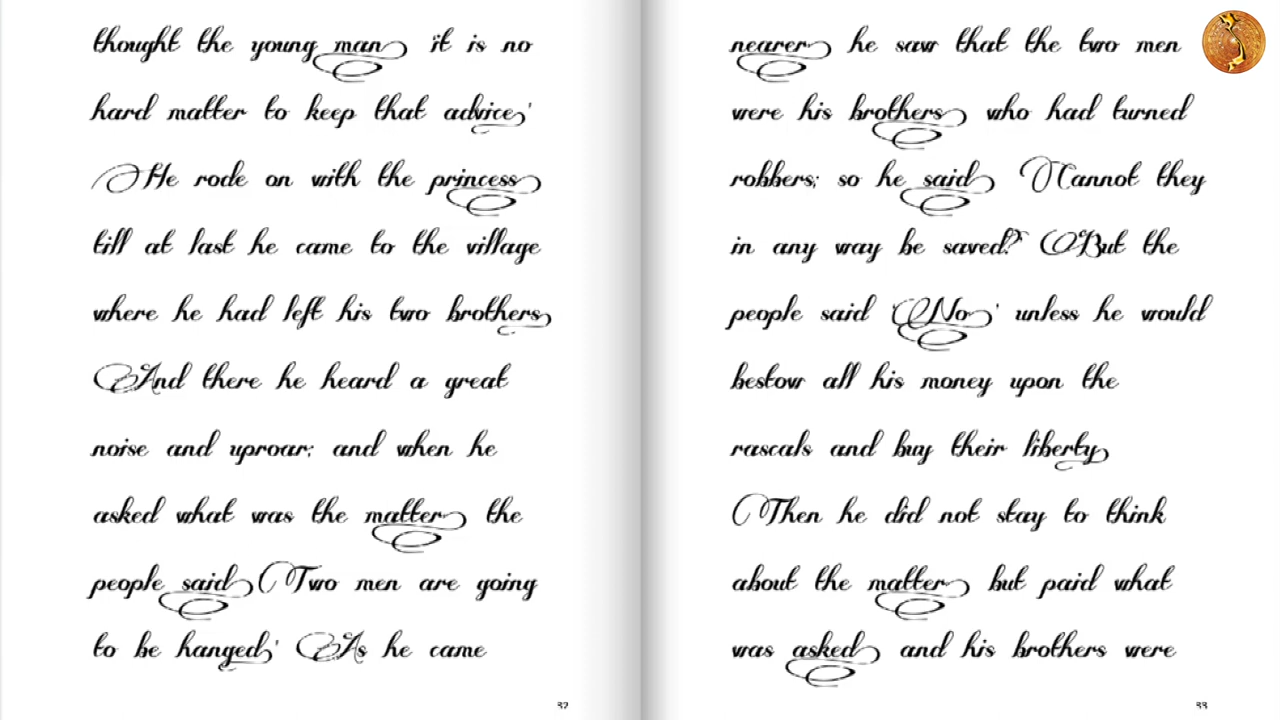 thought the young man, it is no
hard matter to keep that advice.'
He rode on with the princess,
till at last he came to the village
where he had left his two brothers.
And there he heard a great
noise and uproar; and when he
asked what was the matter, the
people said, 'Two men are going
to be hanged.' As he came
32
nearer, he saw that the two men
were his brothers, who had turned
robbers; so he said, 'Cannot they
in any way be saved?' But the
people said 'No,' unless he would
bestow all his money upon the
rascals and buy their liberty.
Then he did not stay to think
about the matter, but paid what
was asked, and his brothers were
33